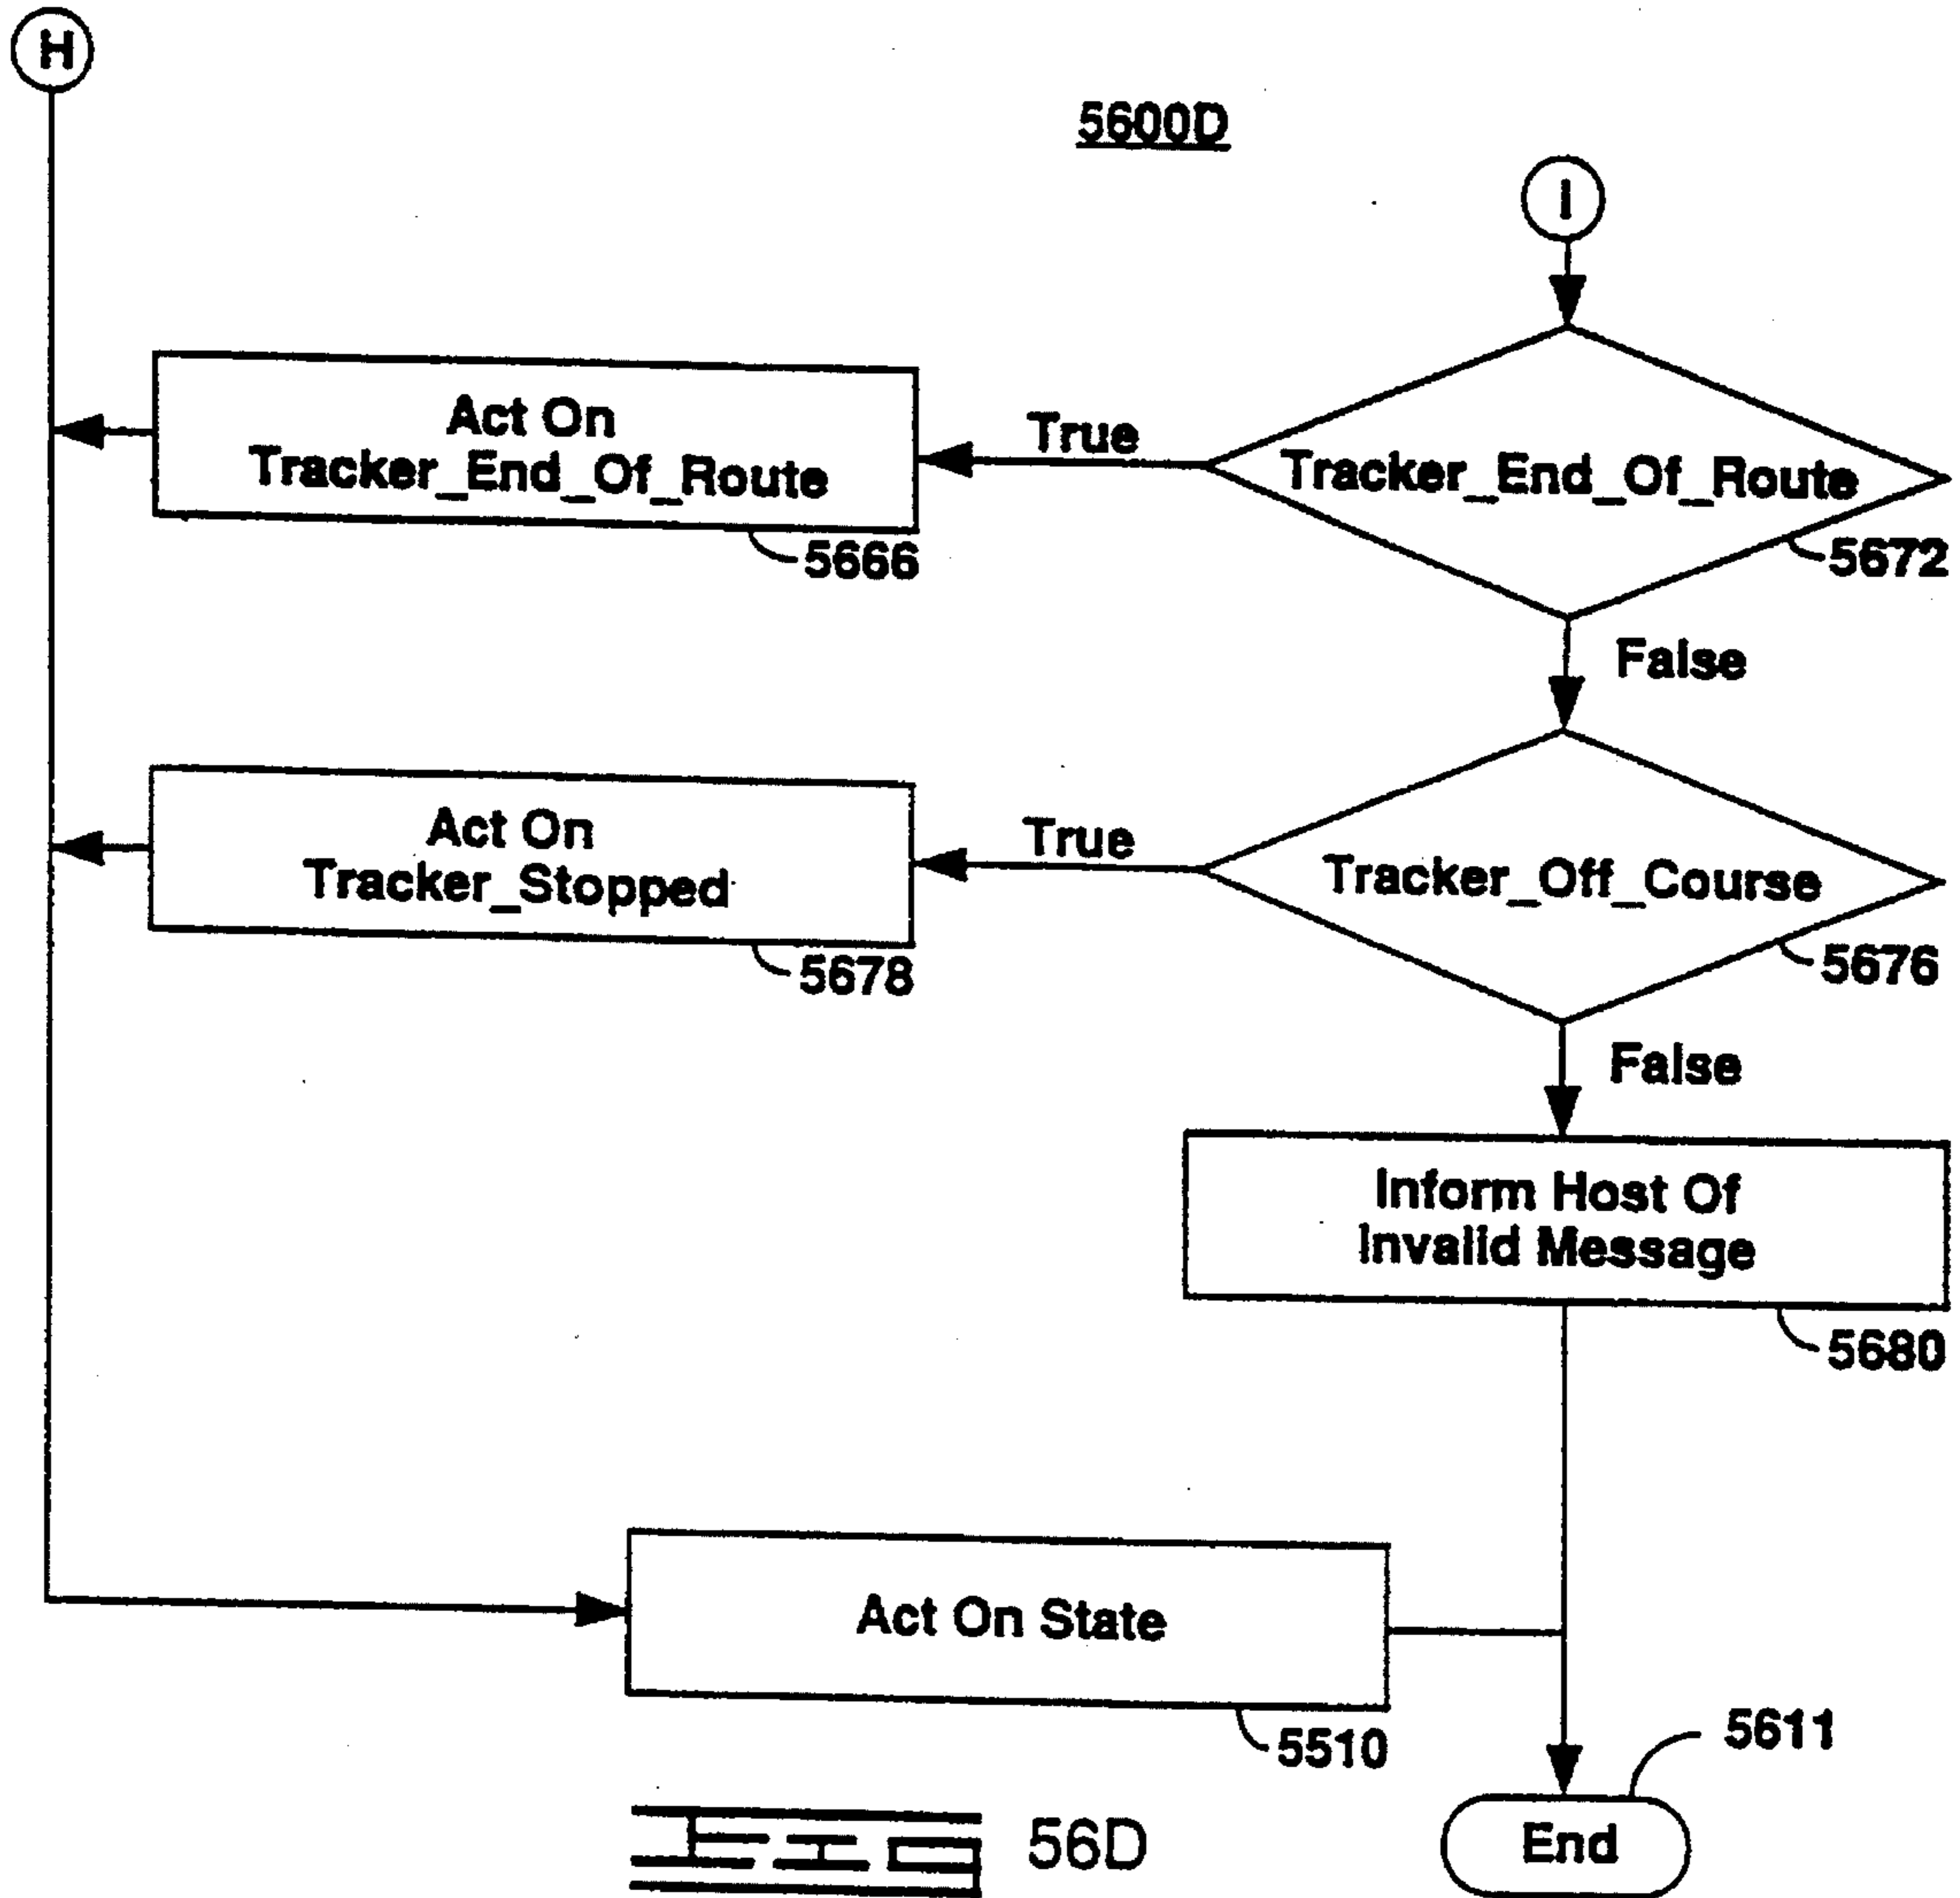 H
5600D
I
Act On
Tracker_End_Of_Route
True
Tracker_End_Of_Route
5666
5672
False
Act On
Tracker_Stopped
True
Tracker_Off_Course
5678
5676
False
Inform Host Of
Invalid Message
5680
Act On State
5510
5611
End
FIG 56D